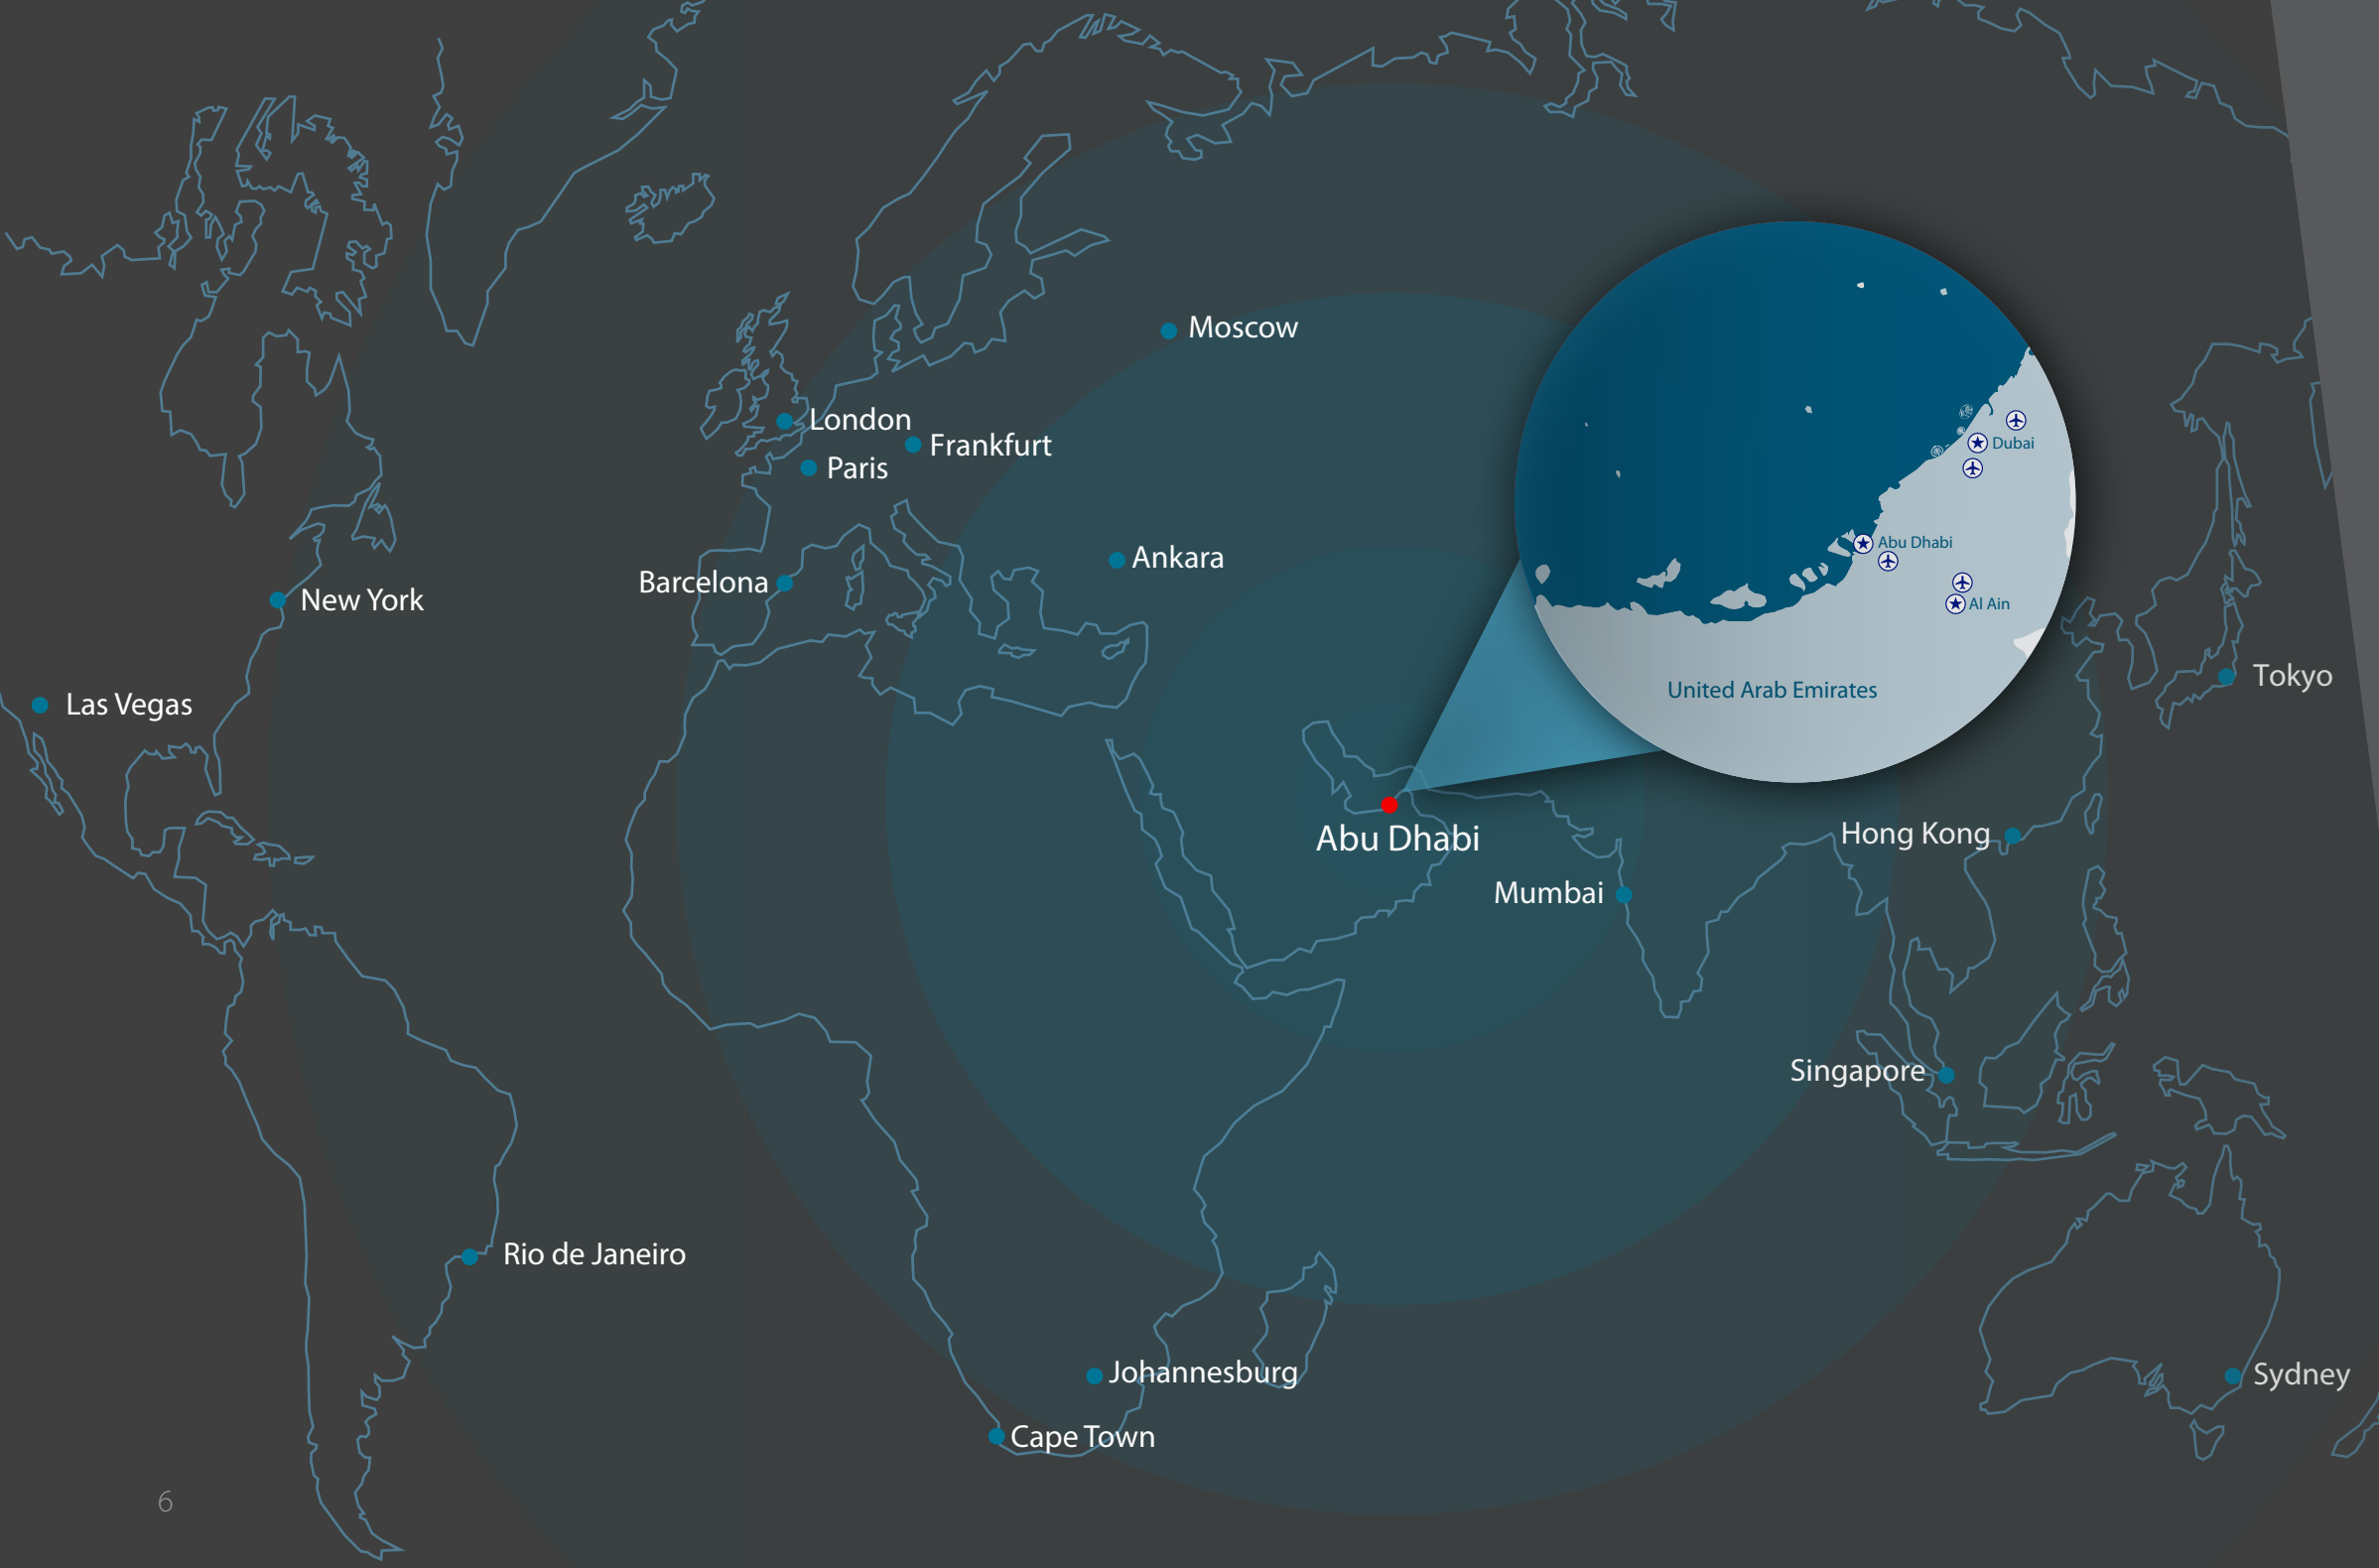 Moscow
London
Frankfurt
Paris
Ankara
Barcelona
New York
Las Vegas
Dubai
Abu Dhabi
Al Ain
United Arab Emirates
Tokyo
Abu Dhabi
Hong Kong
Mumbai
Singapore
Rio de Janeiro
Johannesburg
Sydney
Cape Town
6